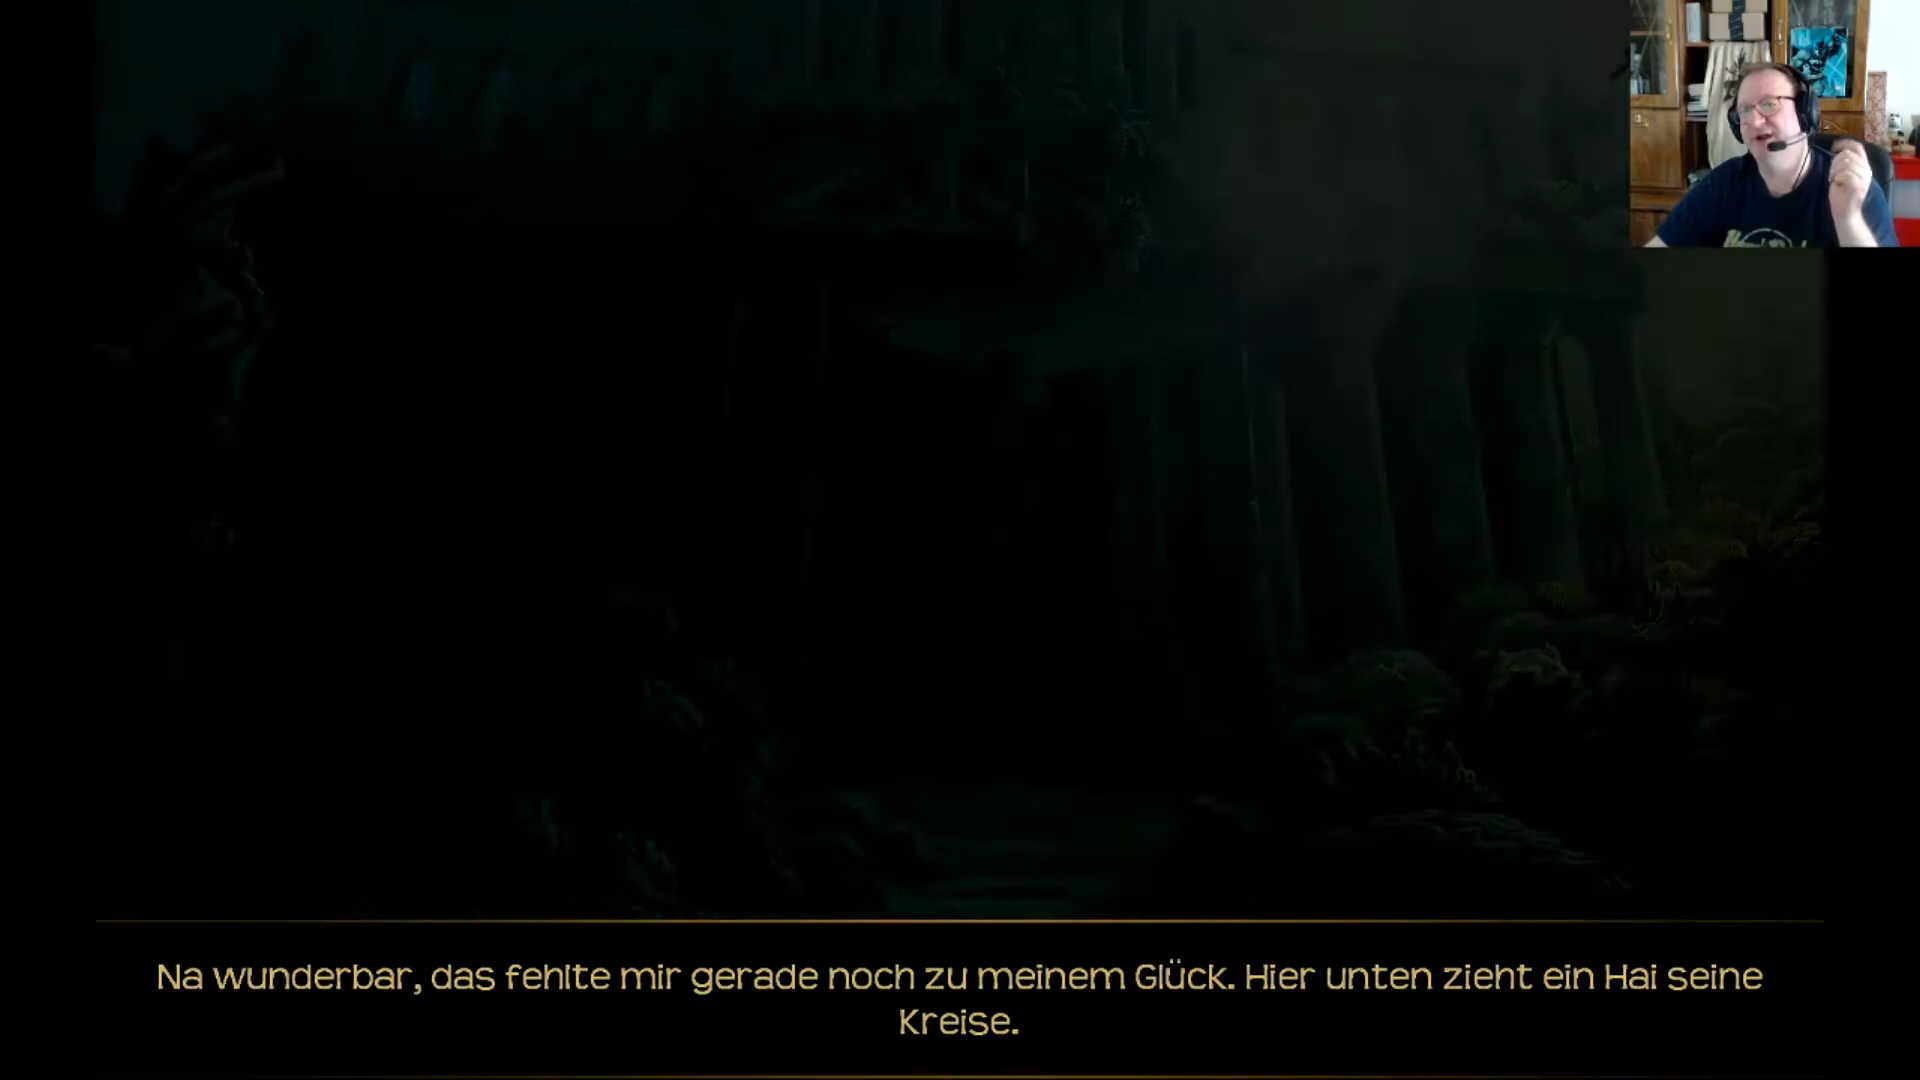 Na wunderbar, das fehlte mir gerade noch zu meinem Glück. Hier unten zieht ein Hai seine
Kreise.